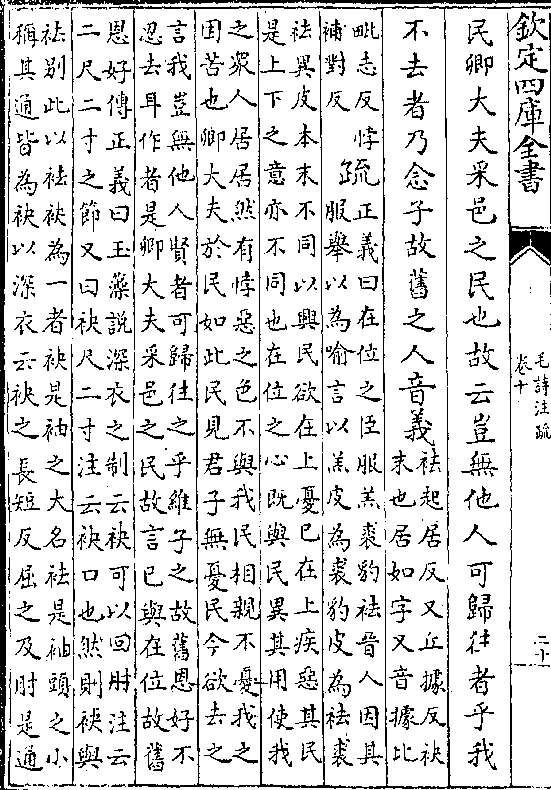 欽定四庫全書
毛詩注疏
卷十
二十
民卿大夫采邑之民也故云豈無他人可歸往者乎我
不去者乃念子故舊之人音義
袪起居反又丘據反袂
末也居如字又音據比
毗志反悖
補對反
疏
正義曰在位之臣服羔裘豹袪晉人因其
服舉以為喻言以羔皮為裘豹皮為袪裘
袪異皮本末不同以興民欲在上憂已在上疾惡其民
是上下之意亦不同也在位之心既與民異其用使我
之衆人居居然有悖惡之色不與我民相親不憂我之
困苦也卿大夫於民如此民見君子無憂民今欲去之
言我豈無他人賢者可歸往之乎維子之故舊恩好不
忍去耳作者是卿大夫采邑之民故言已與在位故舊
恩好傳正義曰玉藻說深衣之制云袂可以回肘注云
二尺二寸之節又曰袂尺二寸注云袂口也然則袂與
袪别此以袪袂為一者袂是袖之大名袪是袖頭之小
稱其通皆為袂以深衣云袂之長短反屈之及肘是通